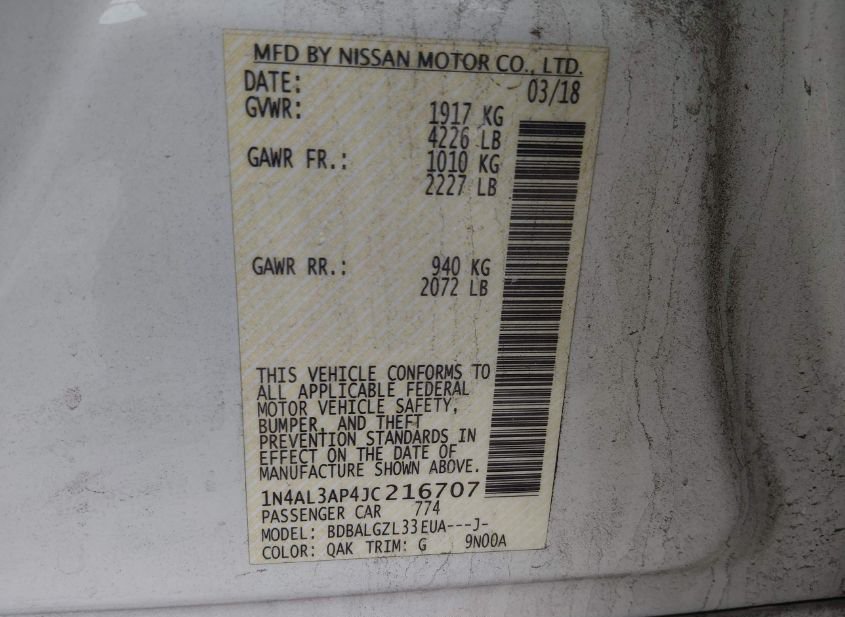 MFD BY NISSAN MOTOR CO., LTD.
DATE: 03/18
GVWR: 1917 KG
4226 LB
GAWR FR.: 1010 KG
2227 LB
GAWR RR.: 940 KG
2072 LB
THIS VEHICLE CONFORMS TO
ALL APPLICABLE FEDERAL
MOTOR VEHICLE SAFETY,
BUMPER, AND THEFT
PREVENTION STANDARDS IN
EFFECT ON THE DATE OF
MANUFACTURE SHOWN ABOVE.
1N4AL3AP4JC216707
PASSENGER CAR 774
MODEL: BDBALGZL33EUA---J-
COLOR: QAK TRIM: G 9N00A